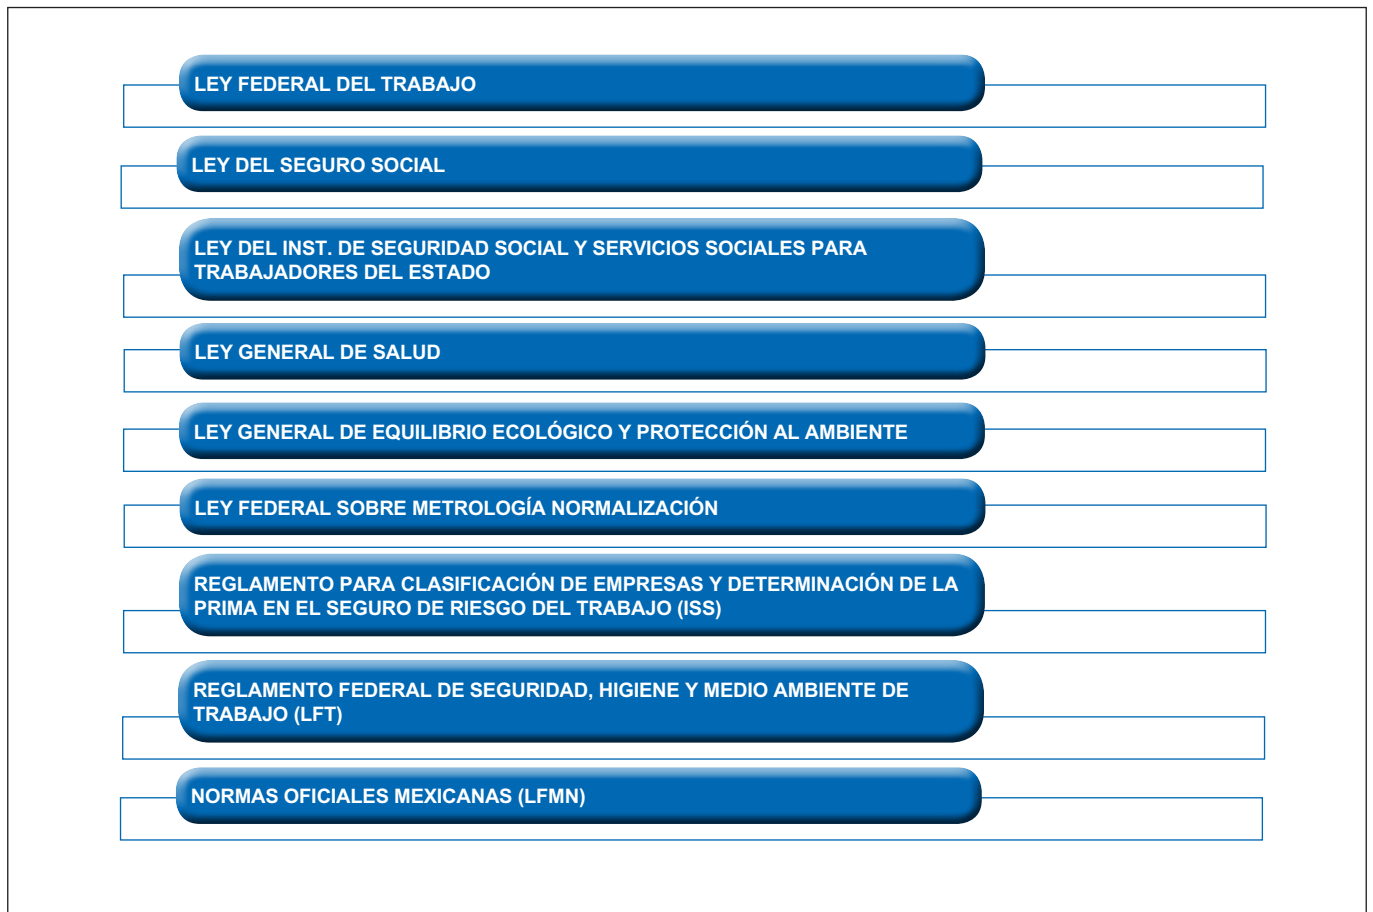 LEY FEDERAL DEL TRABAJO
LEY DEL SEGURO SOCIAL
LEY DEL INST. DE SEGURIDAD SOCIAL Y SERVICIOS SOCIALES PARA
TRABAJADORES DEL ESTADO
LEY GENERAL DE SALUD
LEY GENERAL DE EQUILIBRIO ECOLÓGICO Y PROTECCIÓN AL AMBIENTE
LEY FEDERAL SOBRE METROLOGÍA NORMALIZACIÓN
REGLAMENTO PARA CLASIFICACIÓN DE EMPRESAS Y DETERMINACIÓN DE LA
PRIMA EN EL SEGURO DE RIESGO DEL TRABAJO (ISS)
REGLAMENTO FEDERAL DE SEGURIDAD, HIGIENE Y MEDIO AMBIENTE DE
TRABAJO (LFT)
NORMAS OFICIALES MEXICANAS (LFMN)